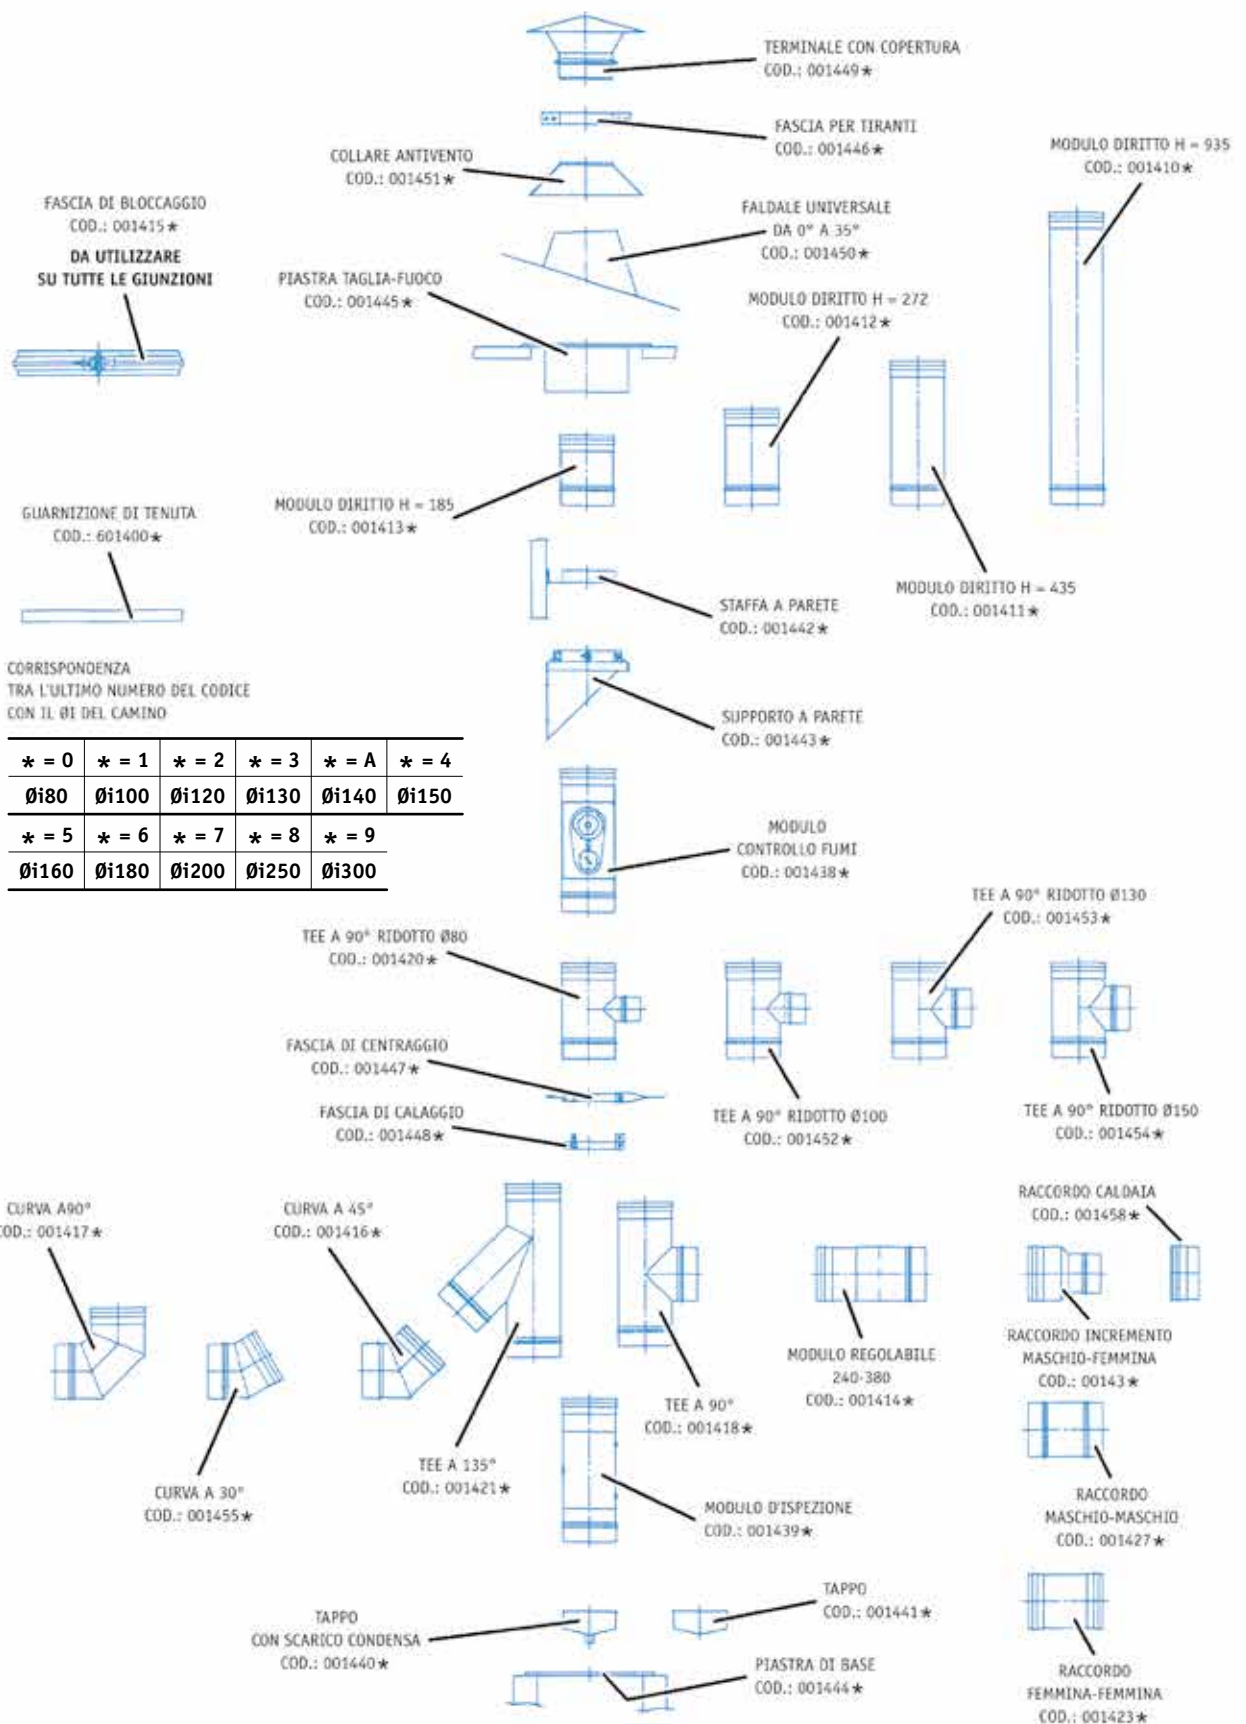 TERMINALE CON COPERTURA
COD.: 001449*
FASCIA PER TIRANTI
COD.: 001446*
COLLARE ANTIVENTO
COD.: 001451*
MODULO DIRITTO H = 935
COD.: 001410*
FASCIA DI BLOCCAGGIO
COD.: 001415*
DA UTILIZZARE
SU TUTTE LE GIUNZIONI
FALDALE UNIVERSALE
DA 0° A 35°
COD.: 001450*
PIASTRA TAGLIA-FUOCO
COD.: 001445*
MODULO DIRITTO H = 272
COD.: 001412*
MODULO DIRITTO H = 185
COD.: 001413*
GUARNIZIONE DI TENUTA
COD.: 601400*
MODULO DIRITTO H = 435
COD.: 001411*
STAFFA A PARETE
COD.: 001442*
CORRISPONDENZA
TRA L'ULTIMO NUMERO DEL CODICE
CON IL ØI DEL CAMINO
SUPPORTO A PARETE
COD.: 001443*
* = 0 * = 1 * = 2 * = 3 * = A * = 4
Øi80 Øi100 Øi120 Øi130 Øi140 Øi150
* = 5 * = 6 * = 7 * = 8 * = 9
Øi160 Øi180 Øi200 Øi250 Øi300
MODULO
CONTROLLO FUMI
COD.: 001438*
TEE A 90° RIDOTTO Ø130
COD.: 001453*
TEE A 90° RIDOTTO Ø80
COD.: 001420*
FASCIA DI CENTRAGGIO
COD.: 001447*
FASCIA DI CALAGGIO
COD.: 001448*
TEE A 90° RIDOTTO Ø100
COD.: 001452*
TEE A 90° RIDOTTO Ø150
COD.: 001454*
CURVA A90°
COD.: 001417*
CURVA A 45°
COD.: 001416*
RACCORDO CALDAIA
COD.: 001458*
RACCORDO INCREMENTO
MASCHIO-FEMMINA
COD.: 00143*
MODULO REGOLABILE
240-380
COD.: 001414*
TEE A 90°
COD.: 001418*
TEE A 135°
COD.: 001421*
CURVA A 30°
COD.: 001455*
MODULO D'ISPEZIONE
COD.: 001439*
RACCORDO
MASCHIO-MASCHIO
COD.: 001427*
TAPPO
CON SCARICO CONDENSA
COD.: 001440*
TAPPO
COD.: 001441*
PIASTRA DI BASE
COD.: 001444*
RACCORDO
FEMMINA-FEMMINA
COD.: 001423*